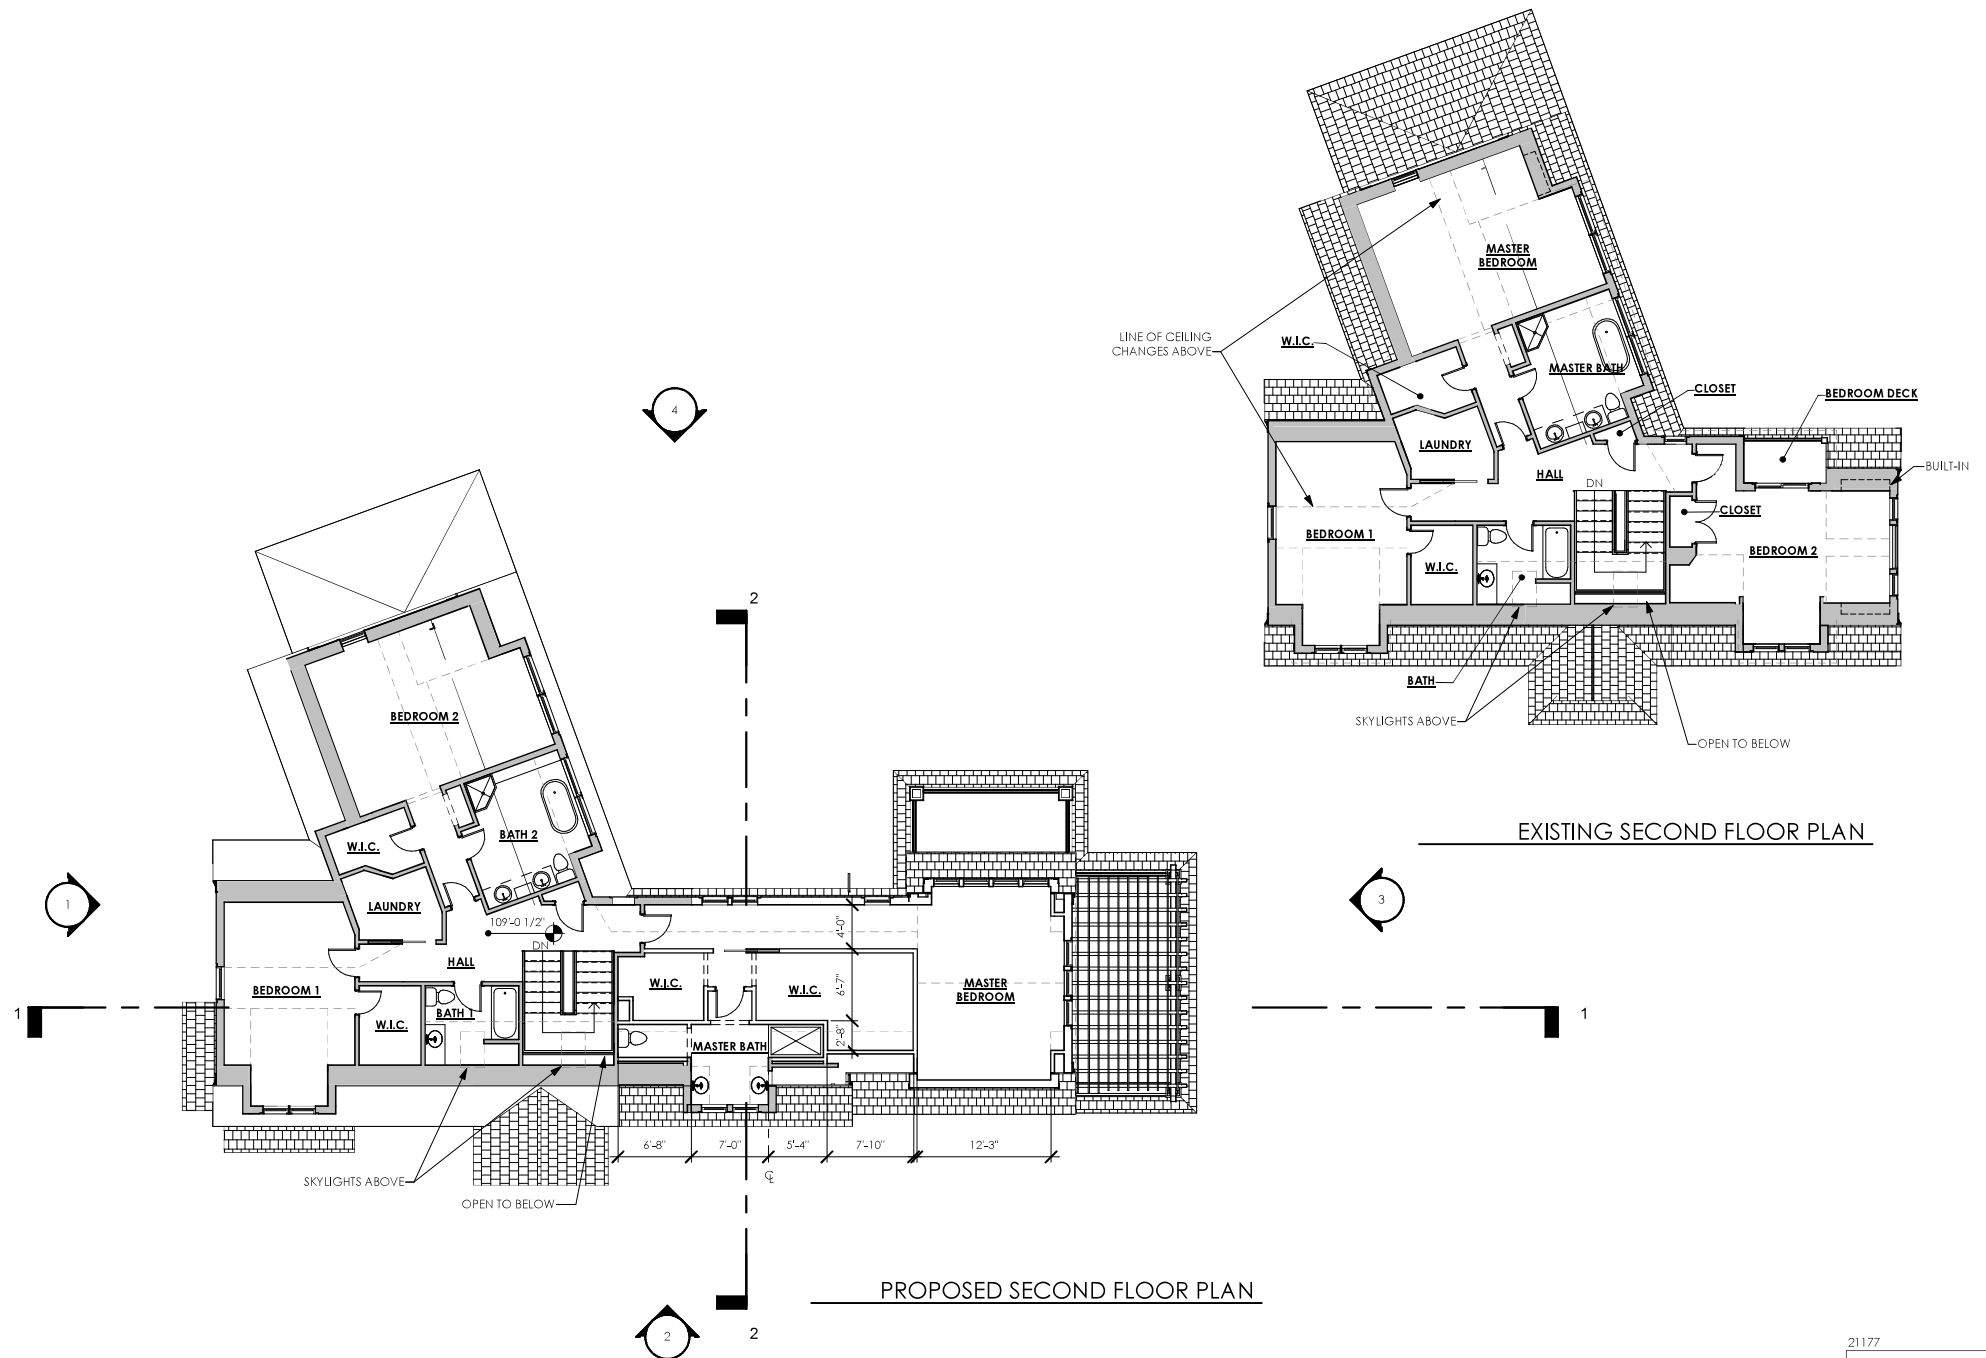 MASTER
BEDROOM
LINE OF CEILING
CHANGES ABOVE
W.I.C.
MASTER BATH
CLOSET
BEDROOM DECK
LAUNDRY
HALL
BUILT-IN
DN
CLOSET
BEDROOM 1
BEDROOM 2
W.I.C.
BATH
SKYLIGHTS ABOVE
OPEN TO BELOW
EXISTING SECOND FLOOR PLAN
4
2
BEDROOM 2
BATH 2
W.I.C.
1
LAUNDRY
3
109'-0 1/2"
4'-0"
DN
HALL
BEDROOM 1
W.I.C.
6'-7"
W.I.C.
MASTER
BEDROOM
1
BATH 1
1
W.I.C.
2'-8"
MASTER BATH
6'-8"
7'-0"
5'-4"
7'-10"
12'-3"
℄
SKYLIGHTS ABOVE
OPEN TO BELOW
PROPOSED SECOND FLOOR PLAN
2
2
21177